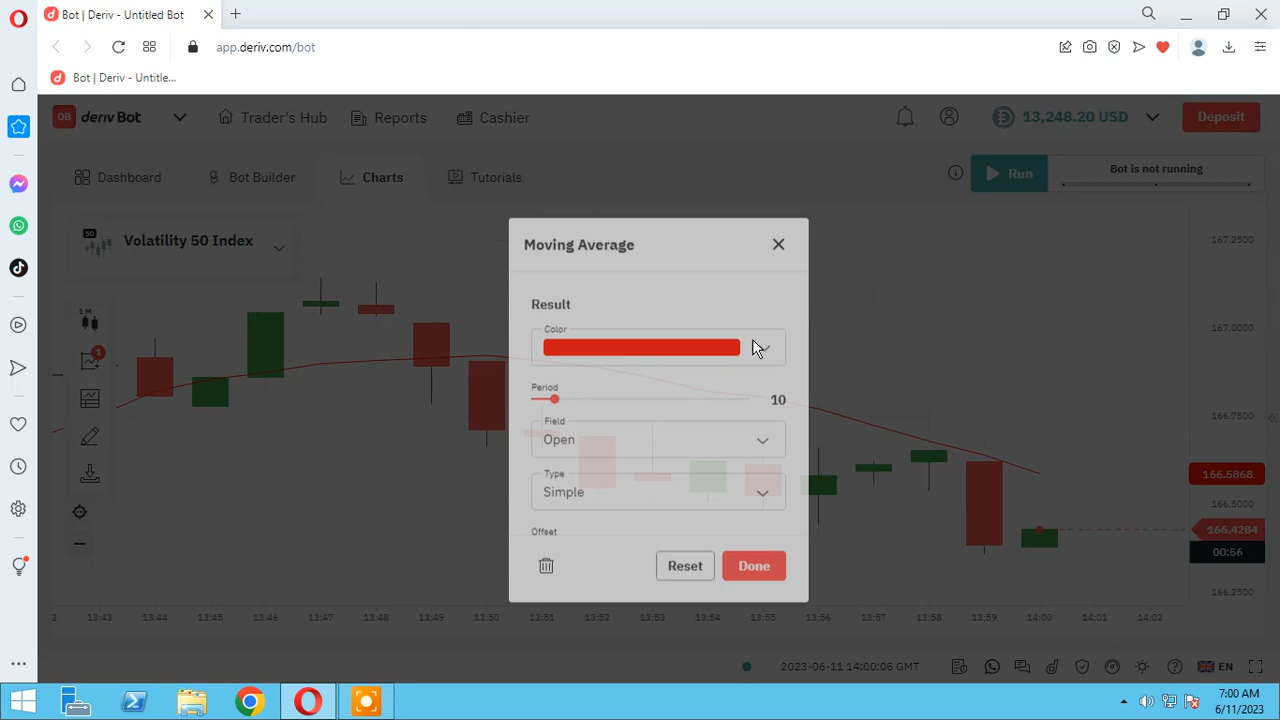 Bot | Deriv - Untitled Bot
app.deriv.com/bot
Bot | Deriv - Untitle...
DB deriv Bot
Trader's Hub
Reports
Cashier
13,248.20 USD
Deposit
Dashboard
Bot Builder
Charts
Tutorials
Run
Bot is not running
50
Volatility 50 Index
1 M
1
Moving Average
Result
Color
Period
10
Field
Open
Type
Simple
Offset
Reset
Done
167.2500
167.0000
166.7500
166.5868
166.5000
166.4284
00:56
166.2500
2
13:43
13:44
13:45
13:46
13:47
13:48
13:49
13:50
13:51
13:52
13:53
13:54
13:55
13:56
13:57
13:58
13:59
14:00
14:01
14:02
2023-06-11 14:00:05 GMT
EN
7:00 AM
6/11/2023